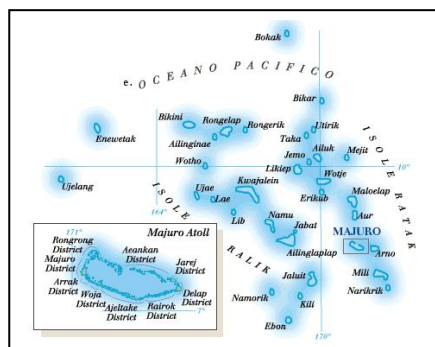 Bokak
e. OCEANO PACIFICO
Bikar
Bikini
Rongelap
Rongerik
Utirik
Enewetak
Taka
Ailinginae
Ailuk
Mejit
Jemo
Wotho
Likiep
10°
Wotje
Ujelang
Kwajalein
Ujae
Lae
Erikub
Maloelap
164°
Lib
Aur
Namu
Jabat
MAJURO
Ailinglaplap
Arno
ISOLE RALIK
ISOLE RATAK
Jaluit
Mili
Namorik
Kili
Narikrik
Ebon
170°
Majuro Atoll
171°
Rongrong
District
Aeankan
District
Majuro
District
Jarej
District
Arrak
District
Woja
District
Delap
District
Ajeltake
District
Rairok
District
7°